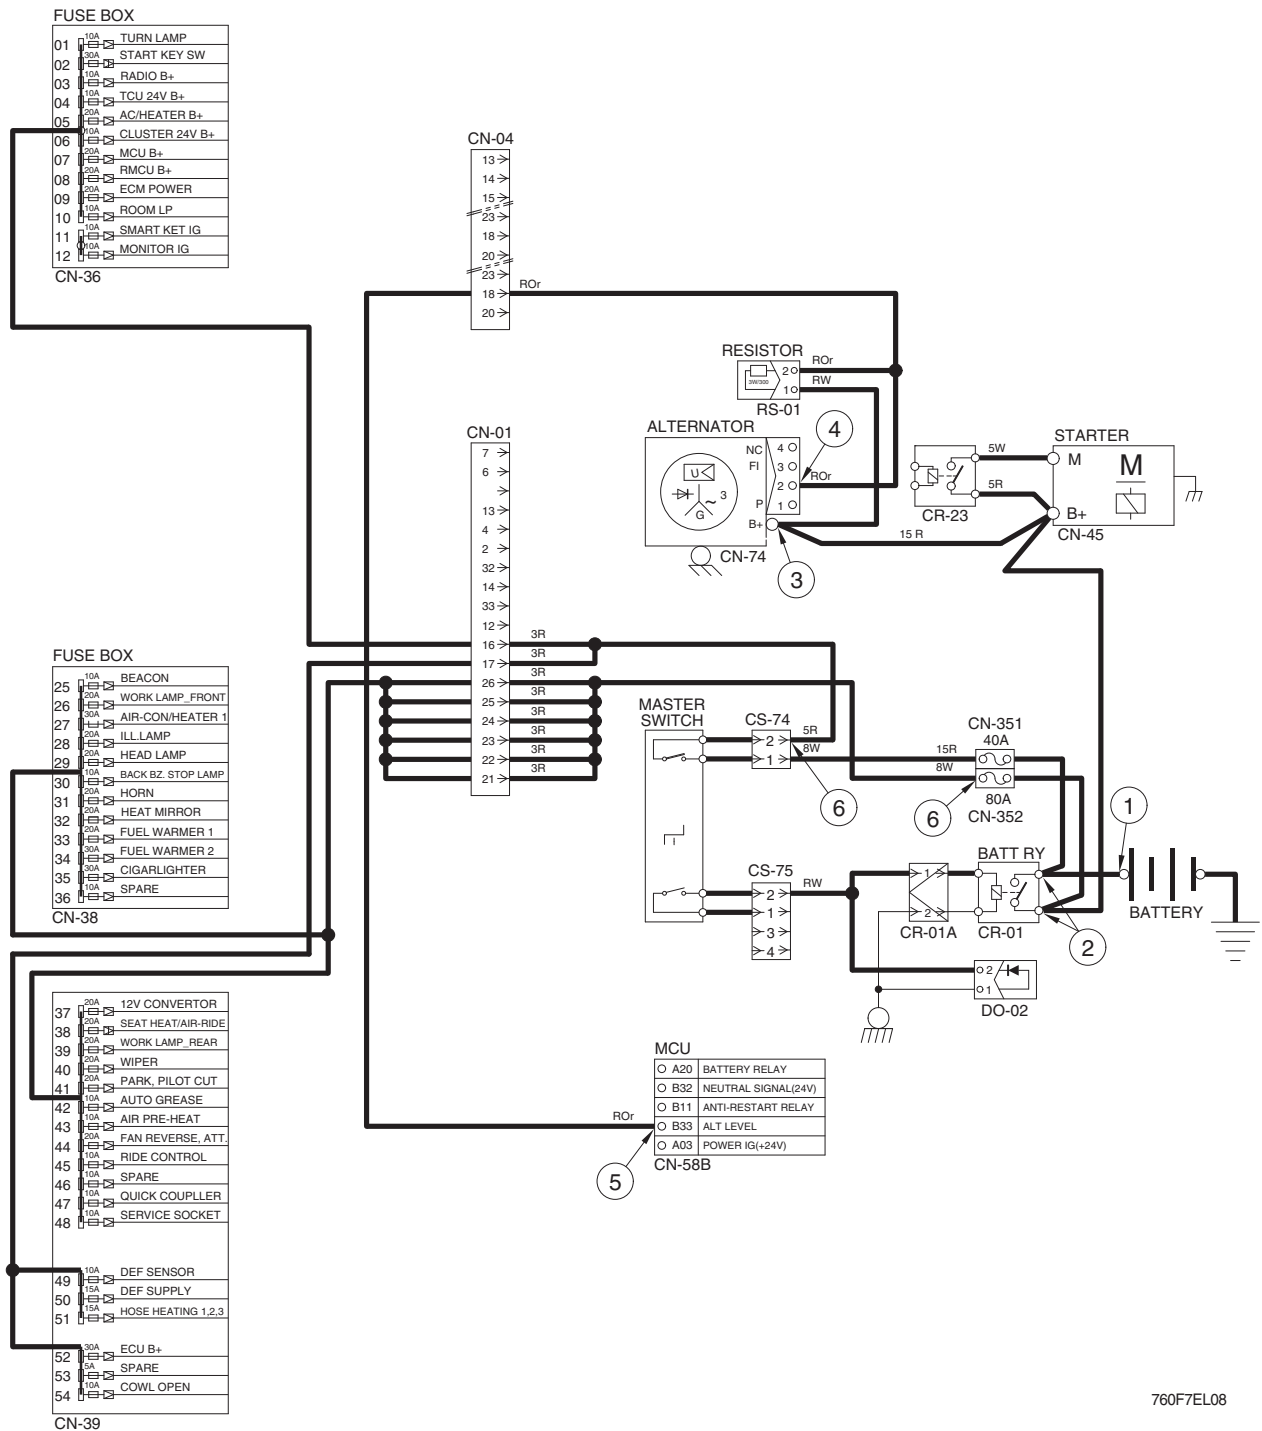 FUSE BOX
01 10A TURN LAMP
02 30A START KEY SW
03 10A RADIO B+
04 10A TCU 24V B+
05 20A AC/HEATER B+
06 10A CLUSTER 24V B+
07 20A MCU B+
08 20A RMCU B+
09 20A ECM POWER
10 10A ROOM LP
11 10A SMART KET IG
12 10A MONITOR IG
CN-36
CN-04
13
14
15
23
18
20
23
18 ROr
20
RESISTOR
3W/300
2 ROr
1 RW
RS-01
ALTERNATOR
U
3
G
NC 4
FI 3
2 ROr
P 1
B+
CN-74
4
3
15 R
CR-23
5W
5R
STARTER
M M
B+
CN-45
CN-01
7
6
13
4
2
32
14
33
12
16 3R
17 3R
26 3R
25 3R
24 3R
23 3R
22 3R
21 3R
FUSE BOX
25 10A BEACON
26 20A WORK LAMP_FRONT
27 30A AIR-CON/HEATER 1
28 20A ILL.LAMP
29 20A HEAD LAMP
30 10A BACK BZ. STOP LAMP
31 10A HORN
32 20A HEAT MIRROR
33 20A FUEL WARMER 1
34 30A FUEL WARMER 2
35 30A CIGARLIGHTER
36 10A SPARE
CN-38
MASTER
SWITCH
CS-74
2 5R
1 8W
6
CN-351
40A
15R
8W
80A
CN-352
6
1
CS-75
2 RW
1
3
4
1
2
CR-01A
BATT RY
CR-01
2
BATTERY
2
1
DO-02
37 20A 12V CONVERTOR
38 20A SEAT HEAT/AIR-RIDE
39 20A WORK LAMP_REAR
40 20A WIPER
41 20A PARK, PILOT CUT
42 10A AUTO GREASE
43 10A AIR PRE-HEAT
44 20A FAN REVERSE, ATT.
45 10A RIDE CONTROL
46 10A SPARE
47 10A QUICK COUPLLER
48 10A SERVICE SOCKET
49 10A DEF SENSOR
50 15A DEF SUPPLY
51 15A HOSE HEATING 1,2,3
52 30A ECU B+
53 5A SPARE
54 10A COWL OPEN
CN-39
MCU
A20 BATTERY RELAY
B32 NEUTRAL SIGNAL(24V)
B11 ANTI-RESTART RELAY
ROr B33 ALT LEVEL
A03 POWER IG(+24V)
CN-58B
5
760F7EL08